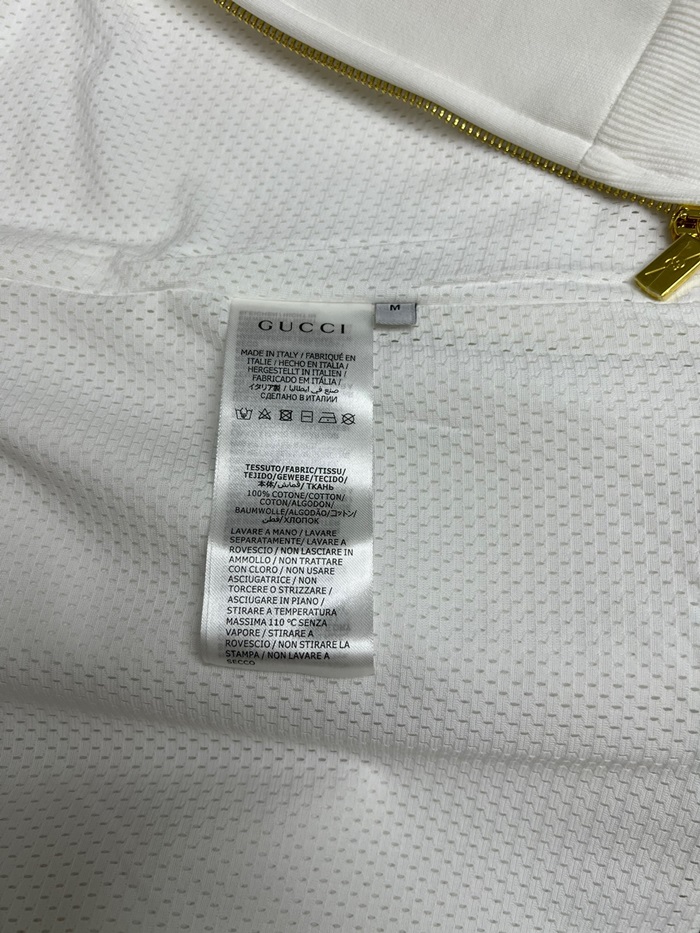 M
GUCCI
MADE IN ITALY / FABRIQUÉ EN
ITALIE / HECHO EN ITALIA /
HERGESTELLT IN ITALIEN /
FABRICADO EM ITÁLIA /
イタリア製 / صنع في ايطاليا /
СДЕЛАНО В ИТАЛИИ
TESSUTO/FABRIC/TISSU/
TEJIDO/GEWEBE/TECIDO/
本体/قماش/ ТКАНЬ
100% COTONE/COTTON/
COTON/ALGODON/
BAUMWOLLE/ALGODÃO/コットン/
قطن/ХЛОПОК
LAVARE A MANO / LAVARE
SEPARATAMENTE/ LAVARE A
ROVESCIO / NON LASCIARE IN
AMMOLLO / NON TRATTARE
CON CLORO / NON USARE
ASCIUGATRICE / NON
TORCERE O STRIZZARE /
ASCIUGARE IN PIANO /
STIRARE A TEMPERATURA
MASSIMA 110 °C SENZA
VAPORE / STIRARE A
ROVESCIO / NON STIRARE LA
STAMPA / NON LAVARE A
SECCO